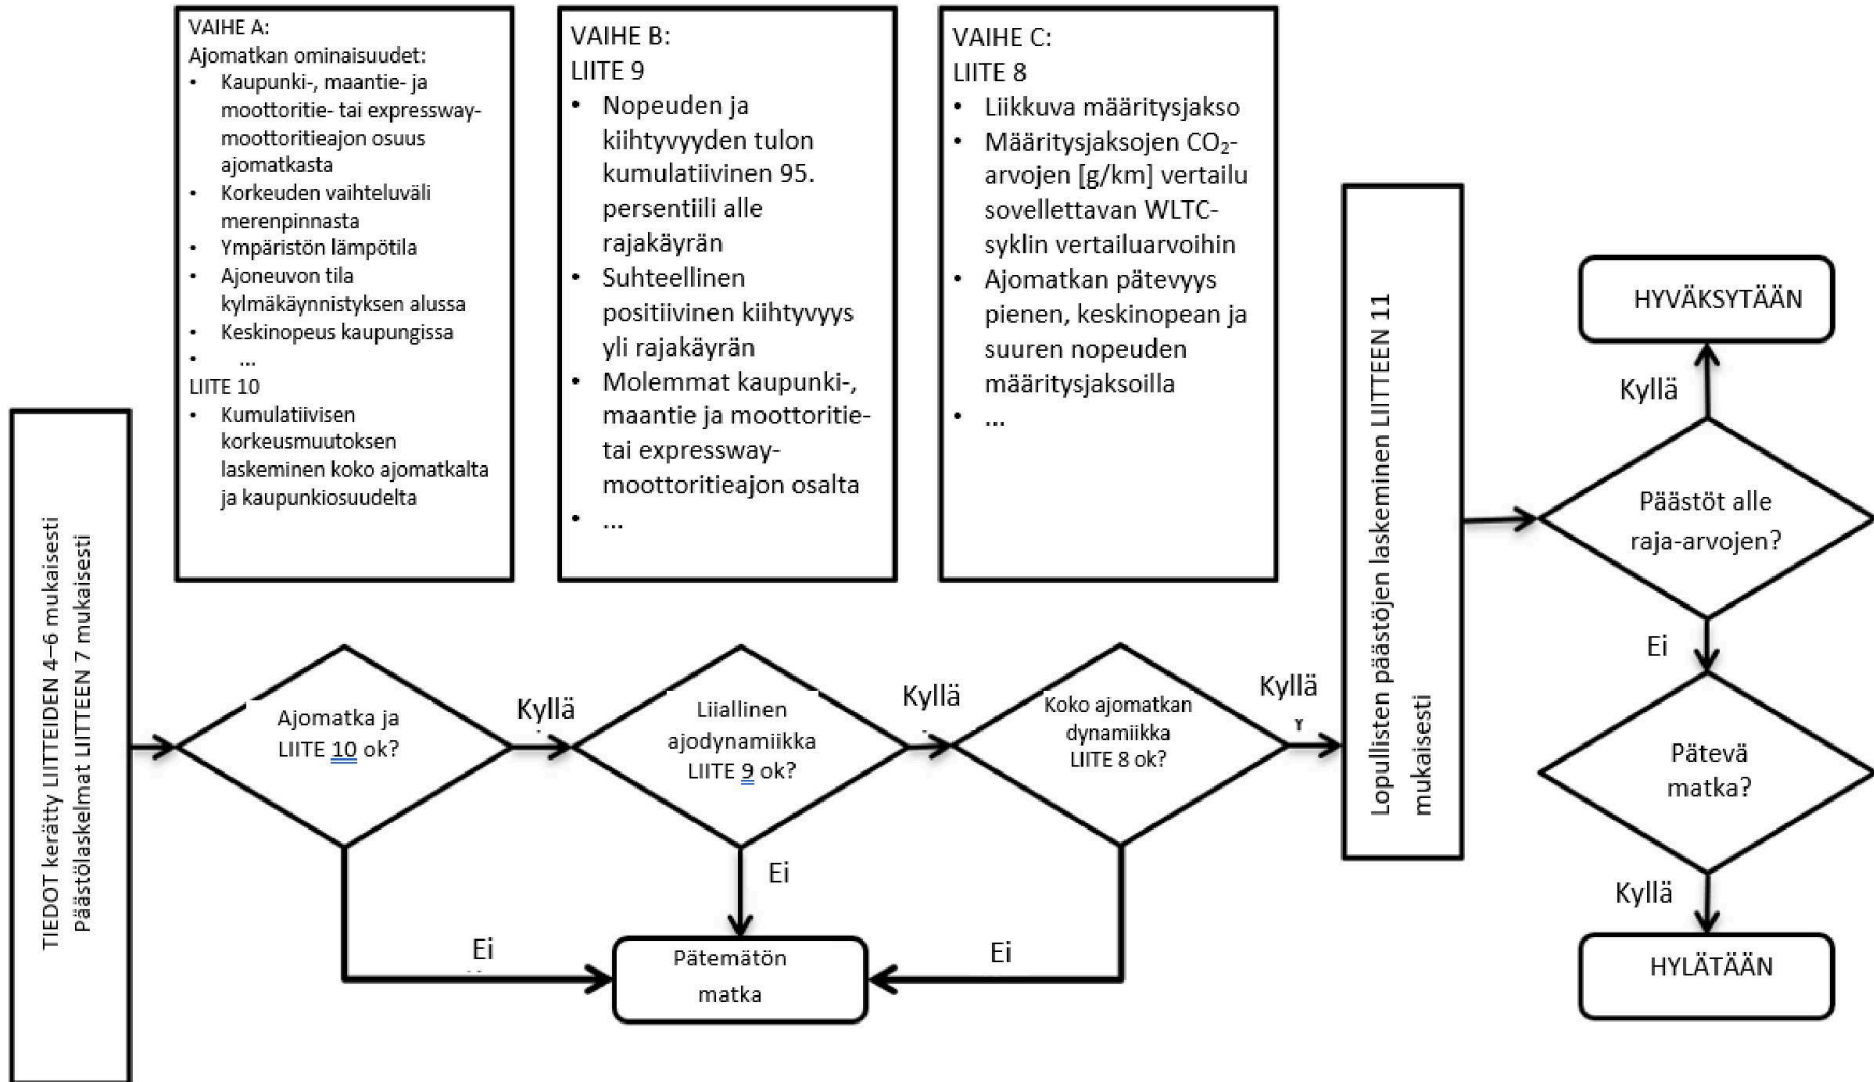 VAIHE A:
Ajomatkan ominaisuudet:
• Kaupunki-, maantie- ja
moottoritie- tai expressway-
moottoritieajon osuus
ajomatkasta
• Korkeuden vaihteluväli
merenpinnasta
• Ympäristön lämpötila
• Ajoneuvon tila
kylmäkäynnistyksen alussa
• Keskinopeus kaupungissa
• ...
LIITE 10
• Kumulatiivisen
korkeusmuutoksen
laskeminen koko ajomatkalta
ja kaupunkiosuudelta
VAIHE B:
LIITE 9
• Nopeuden ja
kiihtyvyyden tulon
kumulatiivinen 95.
persentiili alle
rajakäyrän
• Suhteellinen
positiivinen kiihtyvyys
yli rajakäyrän
• Molemmat kaupunki-,
maantie ja moottoritie-
tai expressway-
moottoritieajon osalta
• ...
VAIHE C:
LIITE 8
• Liikkuva määritysjakso
• Määritysjaksojen CO₂-
arvojen [g/km] vertailu
sovellettavan WLTC-
syklin vertailuarvoihin
• Ajomatkan pätevyys
pienen, keskinopean ja
suuren nopeuden
määritysjaksoilla
• ...
TIEDOT kerätty LIITTEIDEN 4–6 mukaisesti
Päästölaskelmat LIITTEEN 7 mukaisesti
Ajomatka ja
LIITE 10 ok?
Kyllä
Liiallinen
ajodynamiikka
LIITE 9 ok?
Kyllä
Koko ajomatkan
dynamiikka
LIITE 8 ok?
Kyllä
Ei
Ei
Ei
Pätemätön
matka
Lopullisten päästöjen laskeminen LIITTEEN 11
mukaisesti
HYVÄKSYTÄÄN
Kyllä
Päästöt alle
raja-arvojen?
Ei
Pätevä
matka?
Kyllä
HYLÄTÄÄN